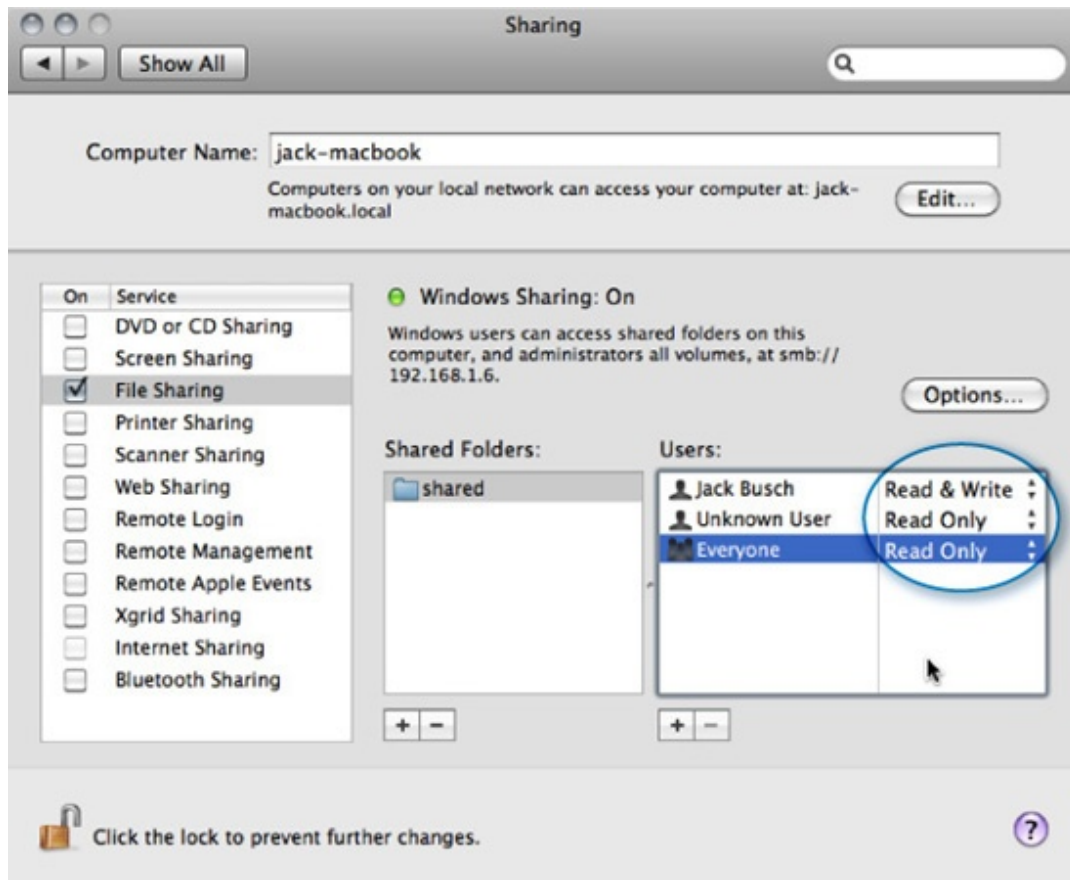 Sharing
Show All
Computer Name: jack-macbook
Computers on your local network can access your computer at: jack-
macbook.local
Edit...
On Service
DVD or CD Sharing
Screen Sharing
File Sharing
Printer Sharing
Scanner Sharing
Web Sharing
Remote Login
Remote Management
Remote Apple Events
Xgrid Sharing
Internet Sharing
Bluetooth Sharing
Windows Sharing: On
Windows users can access shared folders on this
computer, and administrators all volumes, at smb://
192.168.1.6.
Options...
Shared Folders:
shared
Users:
Jack Busch Read & Write
Unknown User Read Only
Everyone Read Only
+ -
+ -
Click the lock to prevent further changes.
?